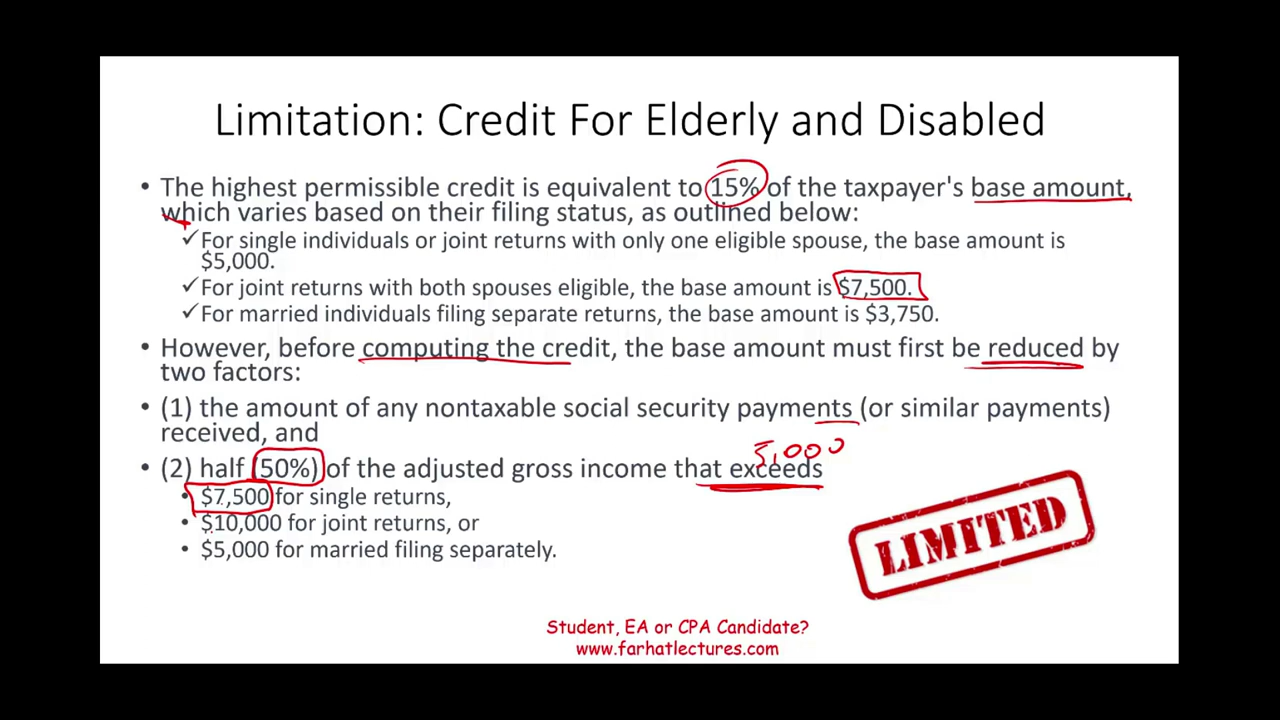 Limitation: Credit For Elderly and Disabled
• The highest permissible credit is equivalent to 15% of the taxpayer's base amount,
which varies based on their filing status, as outlined below:
✓For single individuals or joint returns with only one eligible spouse, the base amount is
$5,000.
✓For joint returns with both spouses eligible, the base amount is $7,500.
✓For married individuals filing separate returns, the base amount is $3,750.
• However, before computing the credit, the base amount must first be reduced by
two factors:
• (1) the amount of any nontaxable social security payments (or similar payments)
received, and
5,000
• (2) half (50%) of the adjusted gross income that exceeds
• $7,500 for single returns,
• $10,000 for joint returns, or
• $5,000 for married filing separately.
LIMITED
Student, EA or CPA Candidate?
www.farhatlectures.com